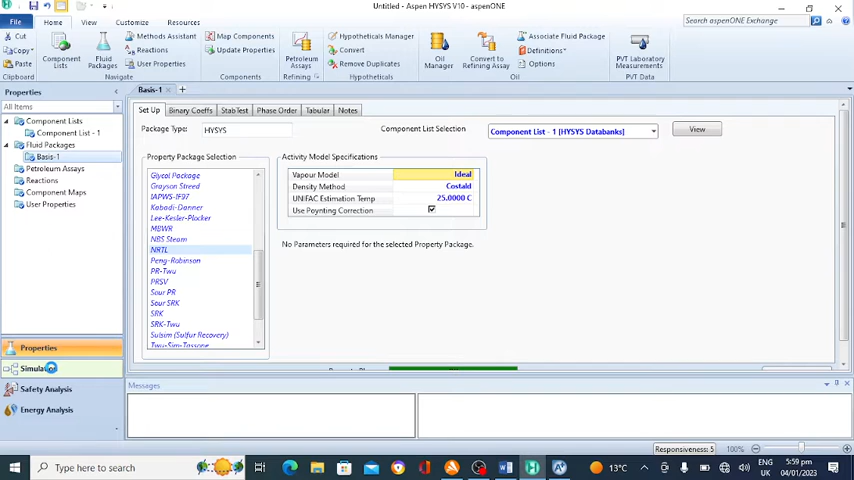 Untitled - Aspen HYSYS V10 - aspenONE
File
Home
View
Customize
Resources
Search aspenONE Exchange
Cut
Copy
Paste
Clipboard
Component Lists
Fluid Packages
Methods Assistant
Reactions
User Properties
Navigate
Map Components
Update Properties
Components
Petroleum Assays
Refining
Hypotheticals Manager
Convert
Remove Duplicates
Hypotheticals
Oil Manager
Convert to Refining Assay
Associate Fluid Package
Definitions
Options
Oil
PVT Laboratory Measurements
PVT Data
Properties
All Items
Component Lists
Component List - 1
Fluid Packages
Basis-1
Petroleum Assays
Reactions
Component Maps
User Properties
Properties
Simulation
Safety Analysis
Energy Analysis
Basis-1
Set Up
Binary Coeffs
StabTest
Phase Order
Tabular
Notes
Package Type:
HYSYS
Component List Selection
Component List - 1 [HYSYS Databanks]
View
Property Package Selection
Glycol Package
Grayson Streed
IAPWS-IF97
Kabadi-Danner
Lee-Kesler-Plocker
MBWR
NBS Steam
NRTL
Peng-Robinson
PR-Twu
PRSV
Sour PR
Sour SRK
SRK
SRK-Twu
Sulsim (Sulfur Recovery)
Twu-Sim-Tassone
Activity Model Specifications
Vapour Model Ideal
Density Method Costald
UNIFAC Estimation Temp 25.0000 C
Use Poynting Correction
No Parameters required for the selected Property Package.
Messages
Responsiveness: 5
100%
Type here to search
13°C
ENG
UK
5:59 pm
04/01/2023